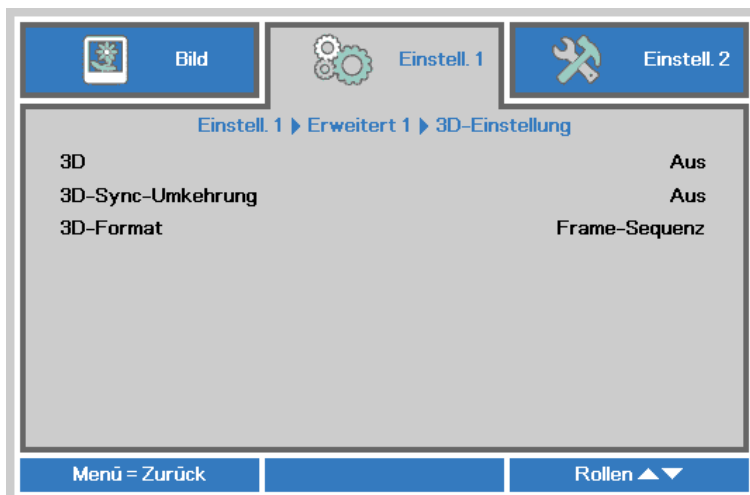 Bild
Einstell. 1
Einstell. 2
Einstell. 1 ▶ Erweitert 1 ▶ 3D-Einstellung
3D Aus
3D-Sync-Umkehrung Aus
3D-Format Frame-Sequenz
Menü = Zurück
Rollen ▲▼